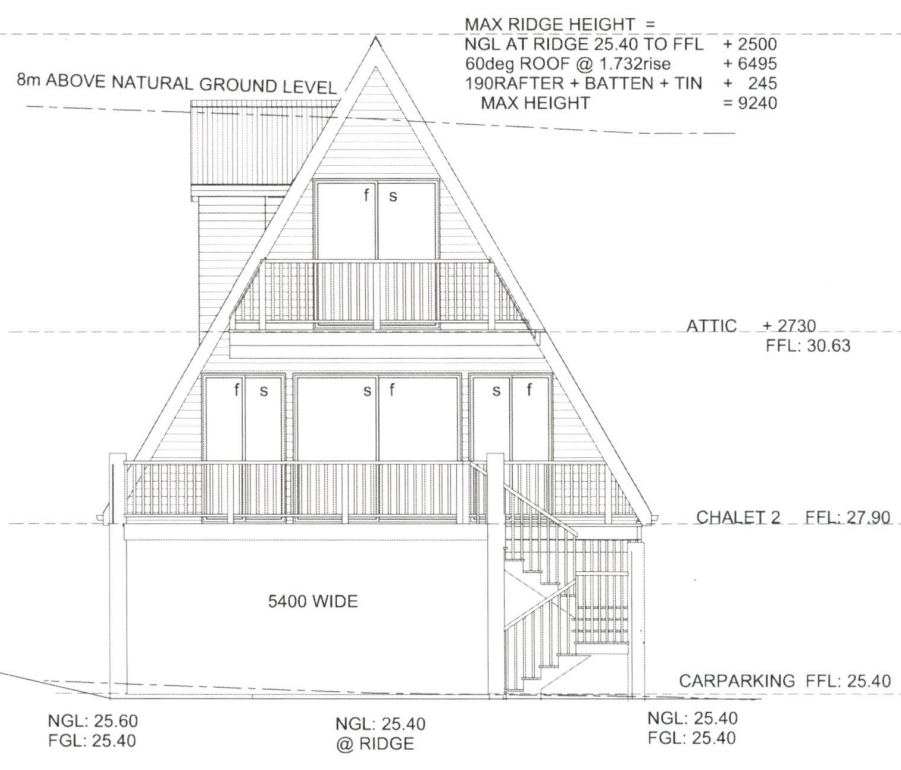 MAX RIDGE HEIGHT =
NGL AT RIDGE 25.40 TO FFL + 2500
60deg ROOF @ 1.732rise + 6495
190RAFTER + BATTEN + TIN + 245
MAX HEIGHT = 9240
8m ABOVE NATURAL GROUND LEVEL
f s
ATTIC + 2730
FFL: 30.63
f s s f s f
CHALET 2 FFL: 27.90
5400 WIDE
CARPARKING FFL: 25.40
NGL: 25.60
FGL: 25.40
NGL: 25.40
@ RIDGE
NGL: 25.40
FGL: 25.40